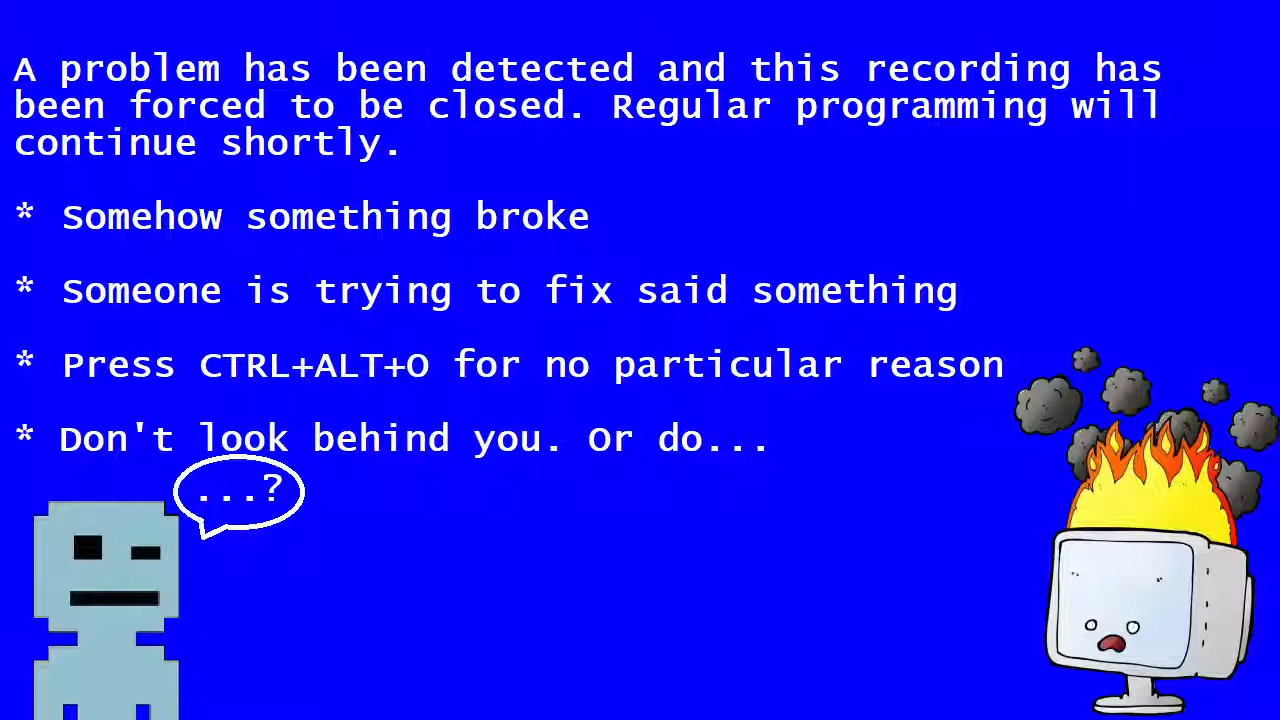 A problem has been detected and this recording has
been forced to be closed. Regular programming will
continue shortly.
* Somehow something broke
* Someone is trying to fix said something
* Press CTRL+ALT+O for no particular reason
* Don't look behind you. Or do...
...?